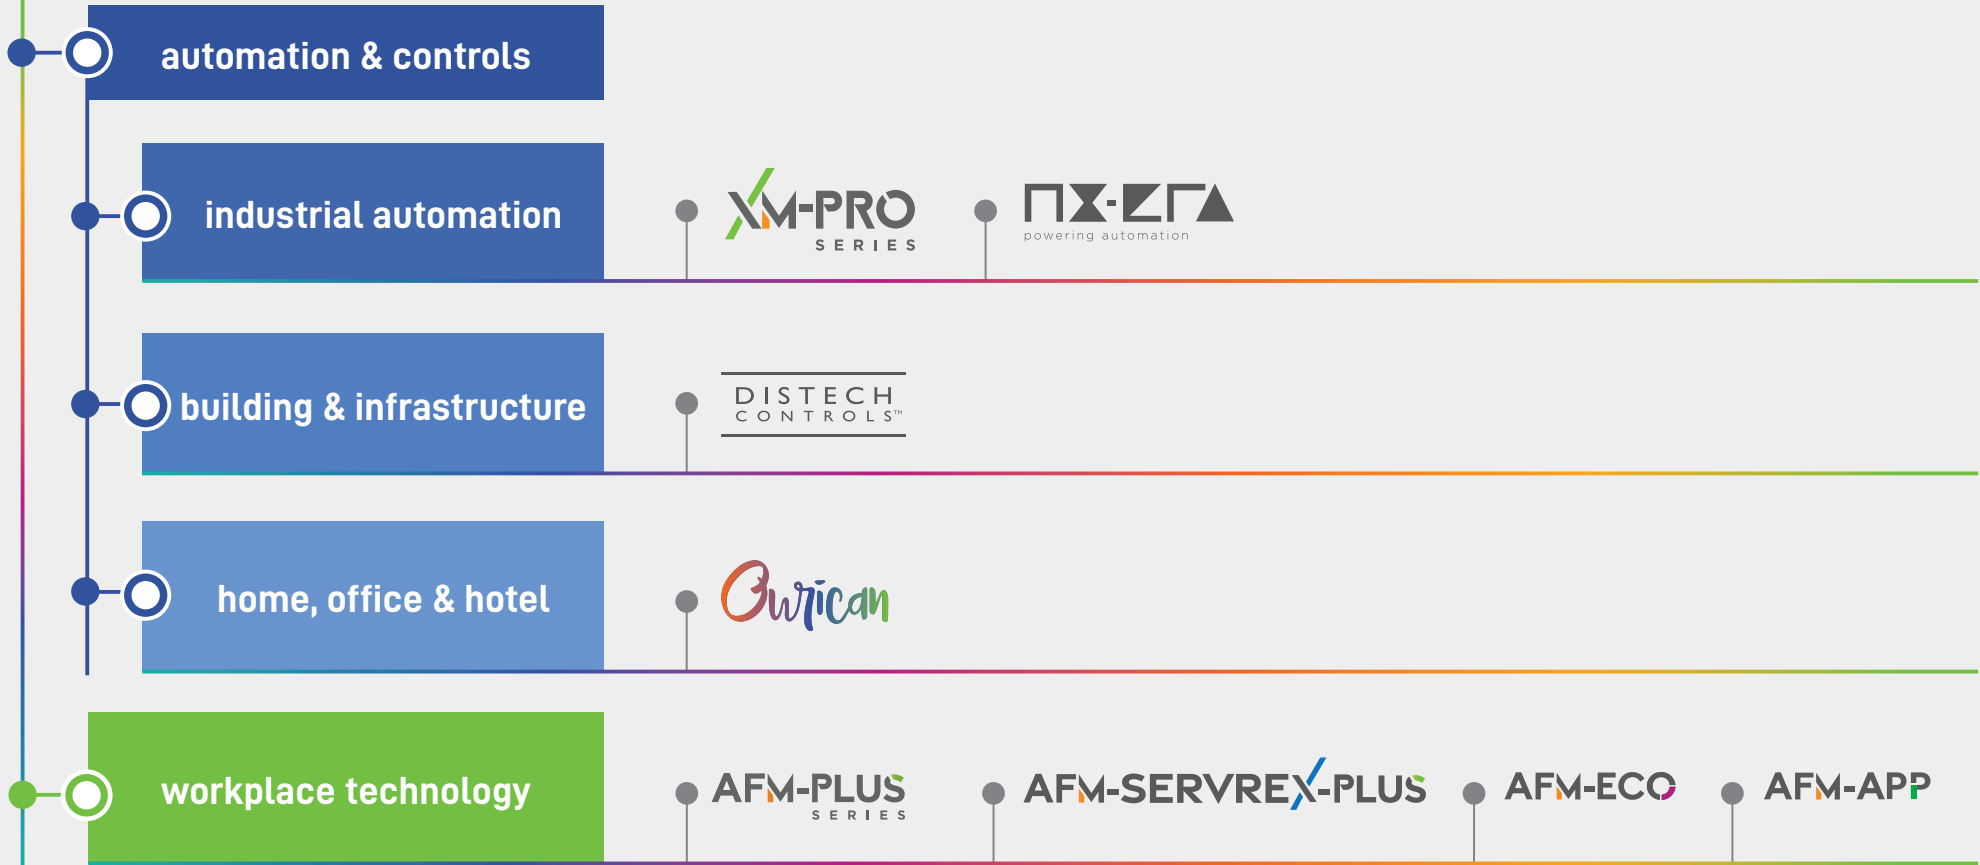 automation & controls
industrial automation
XM-PRO
SERIES
NX-ERA
powering automation
building & infrastructure
DISTECH
CONTROLS™
home, office & hotel
Ourican
workplace technology
AFM-PLUS
SERIES
AFM-SERVREX-PLUS
AFM-ECO
AFM-APP